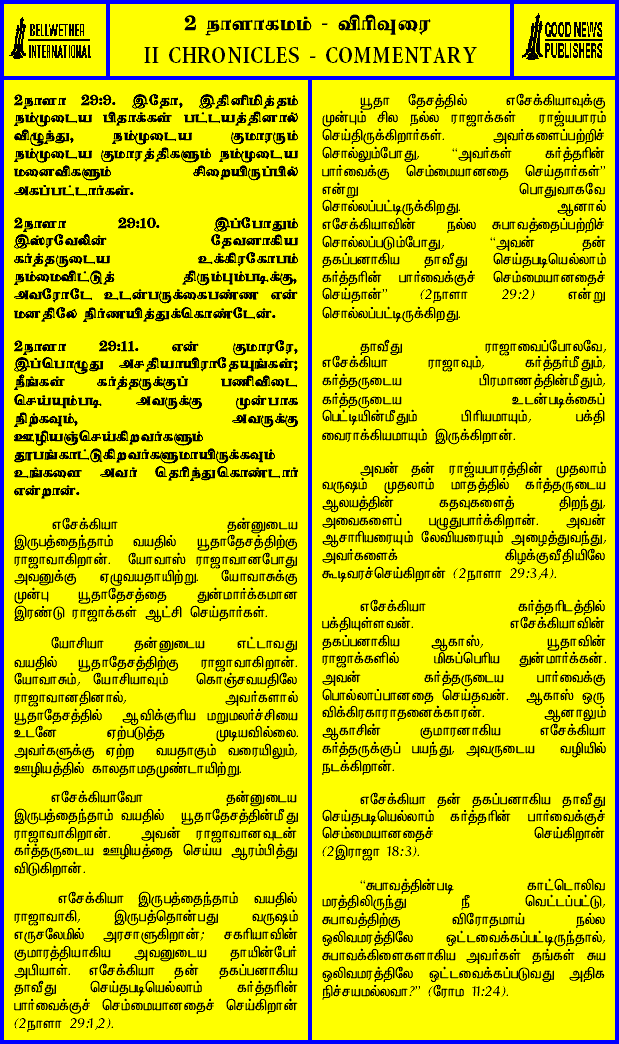 BELLWETHER
INTERNATIONAL
2 நாளாகமம் - விரிவுரை
II CHRONICLES - COMMENTARY
GOOD NEWS
PUBLISHERS
2நாளா 29:9. இதோ, இதினிமித்தம்
நம்முடைய பிதாக்கள் பட்டயத்தினால்
விழுந்து, நம்முடைய குமாரரும்
நம்முடைய குமாரத்திகளும் நம்முடைய
மனைவிகளும் சிறையிருப்பில்
அகப்பட்டார்கள்.
2நாளா 29:10. இப்போதும்
இஸ்ரவேலின் தேவனாகிய
கர்த்தருடைய உக்கிரகோபம்
நம்மைவிட்டுத் திரும்பும்படிக்கு,
அவரோடே உடன்பருக்கைபண்ண என்
மனதிலே நிர்ணயித்துக்கொண்டேன்.
2நாளா 29:11. என் குமாரரே,
இப்பொழுது அசதியாயிராதேயுங்கள்;
நீங்கள் கர்த்தருக்குப் பணிவிடை
செய்யும்படி அவருக்கு முன்பாக
நிற்கவும், அவருக்கு
ஊழியஞ்செய்கிறவர்களும்
தூபங்காட்டுகிறவர்களுமாயிருக்கவும்
உங்களை அவர் தெரிந்துகொண்டார்
என்றான்.
எசேக்கியா தன்னுடைய
இருபத்தைந்தாம் வயதில் யூதாதேசத்திற்கு
ராஜாவாகிறான். யோவாஸ் ராஜாவானபோது
அவனுக்கு ஏழுவயதாயிற்று. யோவாசுக்கு
முன்பு யூதாதேசத்தை துன்மார்க்கமான
இரண்டு ராஜாக்கள் ஆட்சி செய்தார்கள்.
யோசியா தன்னுடைய எட்டாவது
வயதில் யூதாதேசத்திற்கு ராஜாவாகிறான்.
யோவாசும், யோசியாவும் கொஞ்சவயதிலே
ராஜாவானதினால், அவர்களால்
யூதாதேசத்தில் ஆவிக்குரிய மறுமலர்ச்சியை
உடனே ஏற்படுத்த முடியவில்லை.
அவர்களுக்கு ஏற்ற வயதாகும் வரையிலும்,
ஊழியத்தில் காலதாமதமுண்டாயிற்று.
எசேக்கியாவோ தன்னுடைய
இருபத்தைந்தாம் வயதில் யூதாதேசத்தின்மீது
ராஜாவாகிறான். அவன் ராஜாவானவுடன்
கர்த்தருடைய ஊழியத்தை செய்ய ஆரம்பித்து
விடுகிறான்.
எசேக்கியா இருபத்தைந்தாம் வயதில்
ராஜாவாகி, இருபத்தொன்பது வருஷம்
எருசலேமில் அரசாளுகிறான்; சகரியாவின்
குமாரத்தியாகிய அவனுடைய தாயின்பேர்
அபியாள். எசேக்கியா தன் தகப்பனாகிய
தாவீது செய்தபடியெல்லாம் கர்த்தரின்
பார்வைக்குச் செம்மையானதைச் செய்கிறான்
(2நாளா 29:1,2).
யூதா தேசத்தில் எசேக்கியாவுக்கு
முன்பும் சில நல்ல ராஜாக்கள் ராஜ்யபாரம்
செய்திருக்கிறார்கள். அவர்களைப்பற்றிச்
சொல்லும்போது, “அவர்கள் கர்த்தரின்
பார்வைக்கு செம்மையானதை செய்தார்கள்”
என்று பொதுவாகவே
சொல்லப்பட்டிருக்கிறது. ஆனால்
எசேக்கியாவின் நல்ல சுபாவத்தைப்பற்றிச்
சொல்லப்படும்போது, “அவன் தன்
தகப்பனாகிய தாவீது செய்தபடியெல்லாம்
கர்த்தரின் பார்வைக்குச் செம்மையானதைச்
செய்தான்” (2நாளா 29:2) என்று
சொல்லப்பட்டிருக்கிறது.
தாவீது ராஜாவைப்போலவே,
எசேக்கியா ராஜாவும், கர்த்தர்மீதும்,
கர்த்தருடைய பிரமாணத்தின்மீதும்,
கர்த்தருடைய உடன்படிக்கைப்
பெட்டியின்மீதும் பிரியமாயும், பக்தி
வைராக்கியமாயும் இருக்கிறான்.
அவன் தன் ராஜ்யபாரத்தின் முதலாம்
வருஷம் முதலாம் மாதத்தில் கர்த்தருடைய
ஆலயத்தின் கதவுகளைத் திறந்து,
அவைகளைப் பழுதுபார்க்கிறான். அவன்
ஆசாரியரையும் லேவியரையும் அழைத்துவந்து,
அவர்களைக் கிழக்குவீதியிலே
கூடிவரச்செய்கிறான் (2நாளா 29:3,4).
எசேக்கியா கர்த்தரிடத்தில்
பக்தியுள்ளவன். எசேக்கியாவின்
தகப்பனாகிய ஆகாஸ், யூதாவின்
ராஜாக்களில் மிகப்பெரிய துன்மார்க்கன்.
அவன் கர்த்தருடைய பார்வைக்கு
பொல்லாப்பானதை செய்தவன். ஆகாஸ் ஒரு
விக்கிரகாராதனைக்காரன். ஆனாலும்
ஆகாசின் குமாரனாகிய எசேக்கியா
கர்த்தருக்குப் பயந்து, அவருடைய வழியில்
நடக்கிறான்.
எசேக்கியா தன் தகப்பனாகிய தாவீது
செய்தபடியெல்லாம் கர்த்தரின் பார்வைக்குச்
செம்மையானதைச் செய்கிறான்
(2இராஜா 18:3).
“சுபாவத்தின்படி காட்டொலிவ
மரத்திலிருந்து நீ வெட்டப்பட்டு,
சுபாவத்திற்கு விரோதமாய் நல்ல
ஒலிவமரத்திலே ஒட்டவைக்கப்பட்டிருந்தால்,
சுபாவக்கிளைகளாகிய அவர்கள் தங்கள் சுய
ஒலிவமரத்திலே ஒட்டவைக்கப்படுவது அதிக
நிச்சயமல்லவா?” (ரோம 11:24).